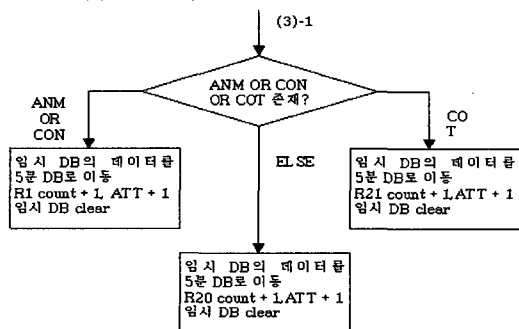 (3)-1
ANM OR CON
OR COT 존재?
ANM
OR
CON
CO
T
ELSE
임시 DB의 데이터를
5분 DB로 이동
R1 count + 1, ATT + 1
임시 DB clear
임시 DB의 데이터를
5분 DB로 이동
R21 count + 1, ATT + 1
임시 DB clear
임시 DB의 데이터를
5분 DB로 이동
R20 count + 1, ATT + 1
임시 DB clear